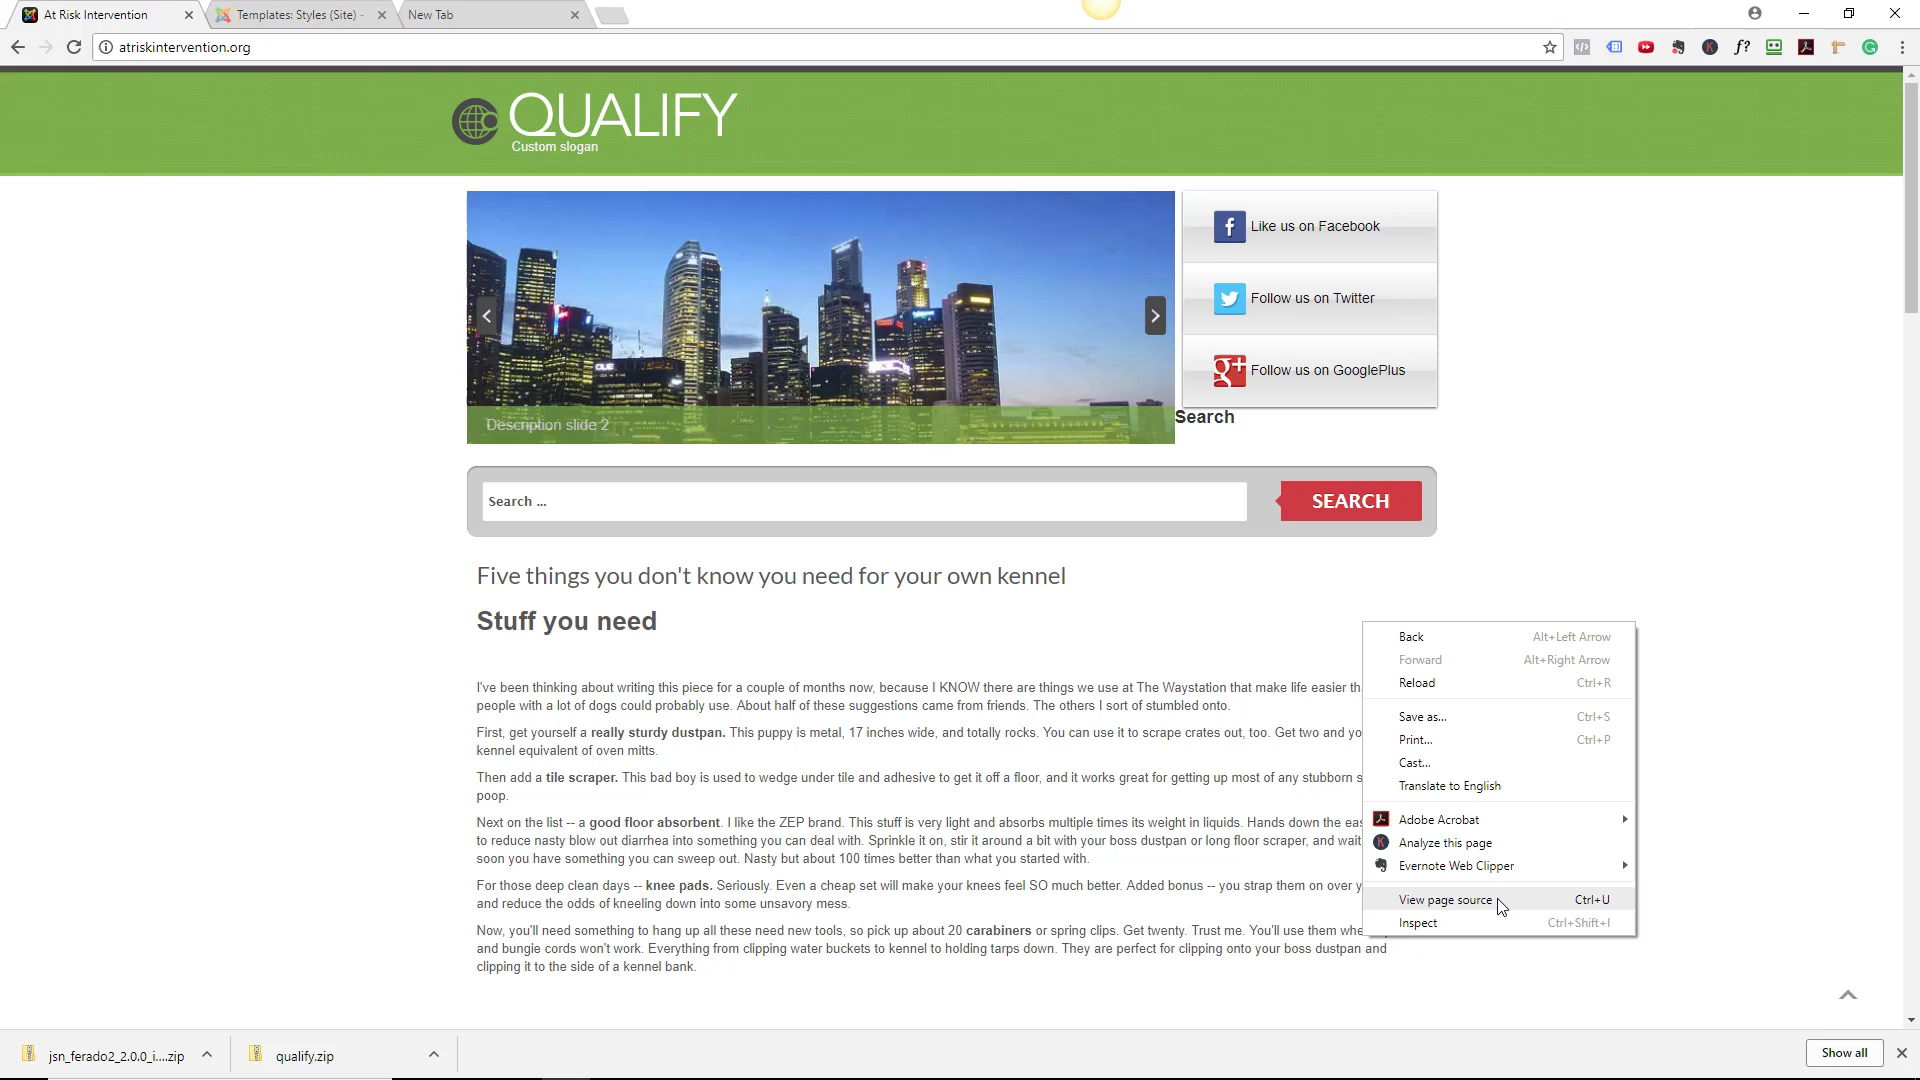 At Risk Intervention
Templates: Styles (Site) -
New Tab
atriskintervention.org
QUALIFY
Custom slogan
Like us on Facebook
Follow us on Twitter
Follow us on GooglePlus
Description slide 2
Search
Search ...
SEARCH
Five things you don't know you need for your own kennel
Stuff you need
I've been thinking about writing this piece for a couple of months now, because I KNOW there are things we use at The Waystation that make life easier
people with a lot of dogs could probably use. About half of these suggestions came from friends. The others I sort of stumbled onto.
First, get yourself a really sturdy dustpan. This puppy is metal, 17 inches wide, and totally rocks. You can use it to scrape crates out, too. Get two and
kennel equivalent of oven mitts.
Then add a tile scraper. This bad boy is used to wedge under tile and adhesive to get it off a floor, and it works great for getting up most of any stubborn
poop.
Next on the list -- a good floor absorbent. I like the ZEP brand. This stuff is very light and absorbs multiple times its weight in liquids. Hands down the
to reduce nasty blow out diarrhea into something you can deal with. Sprinkle it on, stir it around a bit with your boss dustpan or long floor scraper, and wait
soon you have something you can sweep out. Nasty but about 100 times better than what you started with.
For those deep clean days -- knee pads. Seriously. Even a cheap set will make your knees feel SO much better. Added bonus -- you strap them on over
and reduce the odds of kneeling down into some unsavory mess.
Now, you'll need something to hang up all these need new tools, so pick up about 20 carabiners or spring clips. Get twenty. Trust me. You'll use them
and bungie cords won't work. Everything from clipping water buckets to kennel to holding tarps down. They are perfect for clipping onto your boss dustpan and
clipping it to the side of a kennel bank.
Back Alt+Left Arrow
Forward Alt+Right Arrow
Reload Ctrl+R
Save as... Ctrl+S
Print... Ctrl+P
Cast...
Translate to English
Adobe Acrobat
Analyze this page
Evernote Web Clipper
View page source Ctrl+U
Inspect Ctrl+Shift+I
jsn_ferado2_2.0.0_i....zip
qualify.zip
Show all